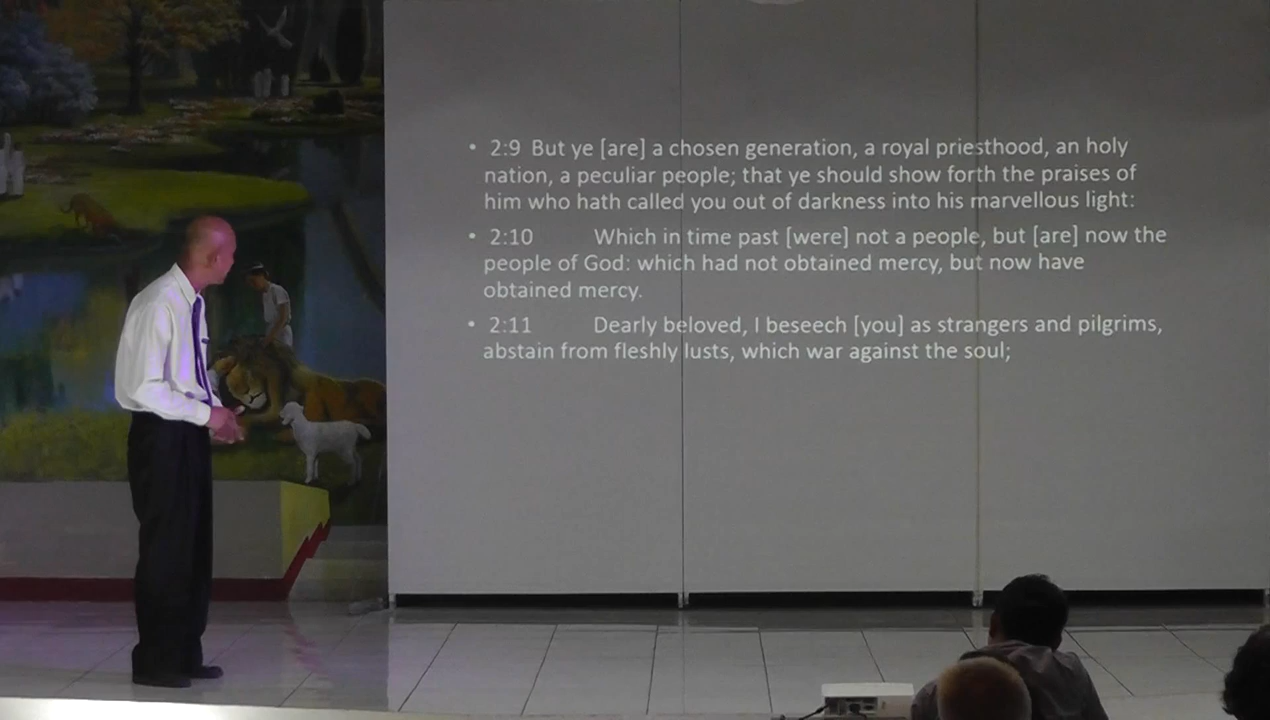 • 2:9 But ye [are] a chosen generation, a royal priesthood, an holy
nation, a peculiar people; that ye should show forth the praises of
him who hath called you out of darkness into his marvellous light:
• 2:10 Which in time past [were] not a people, but [are] now the
people of God: which had not obtained mercy, but now have
obtained mercy.
• 2:11 Dearly beloved, I beseech [you] as strangers and pilgrims,
abstain from fleshly lusts, which war against the soul;